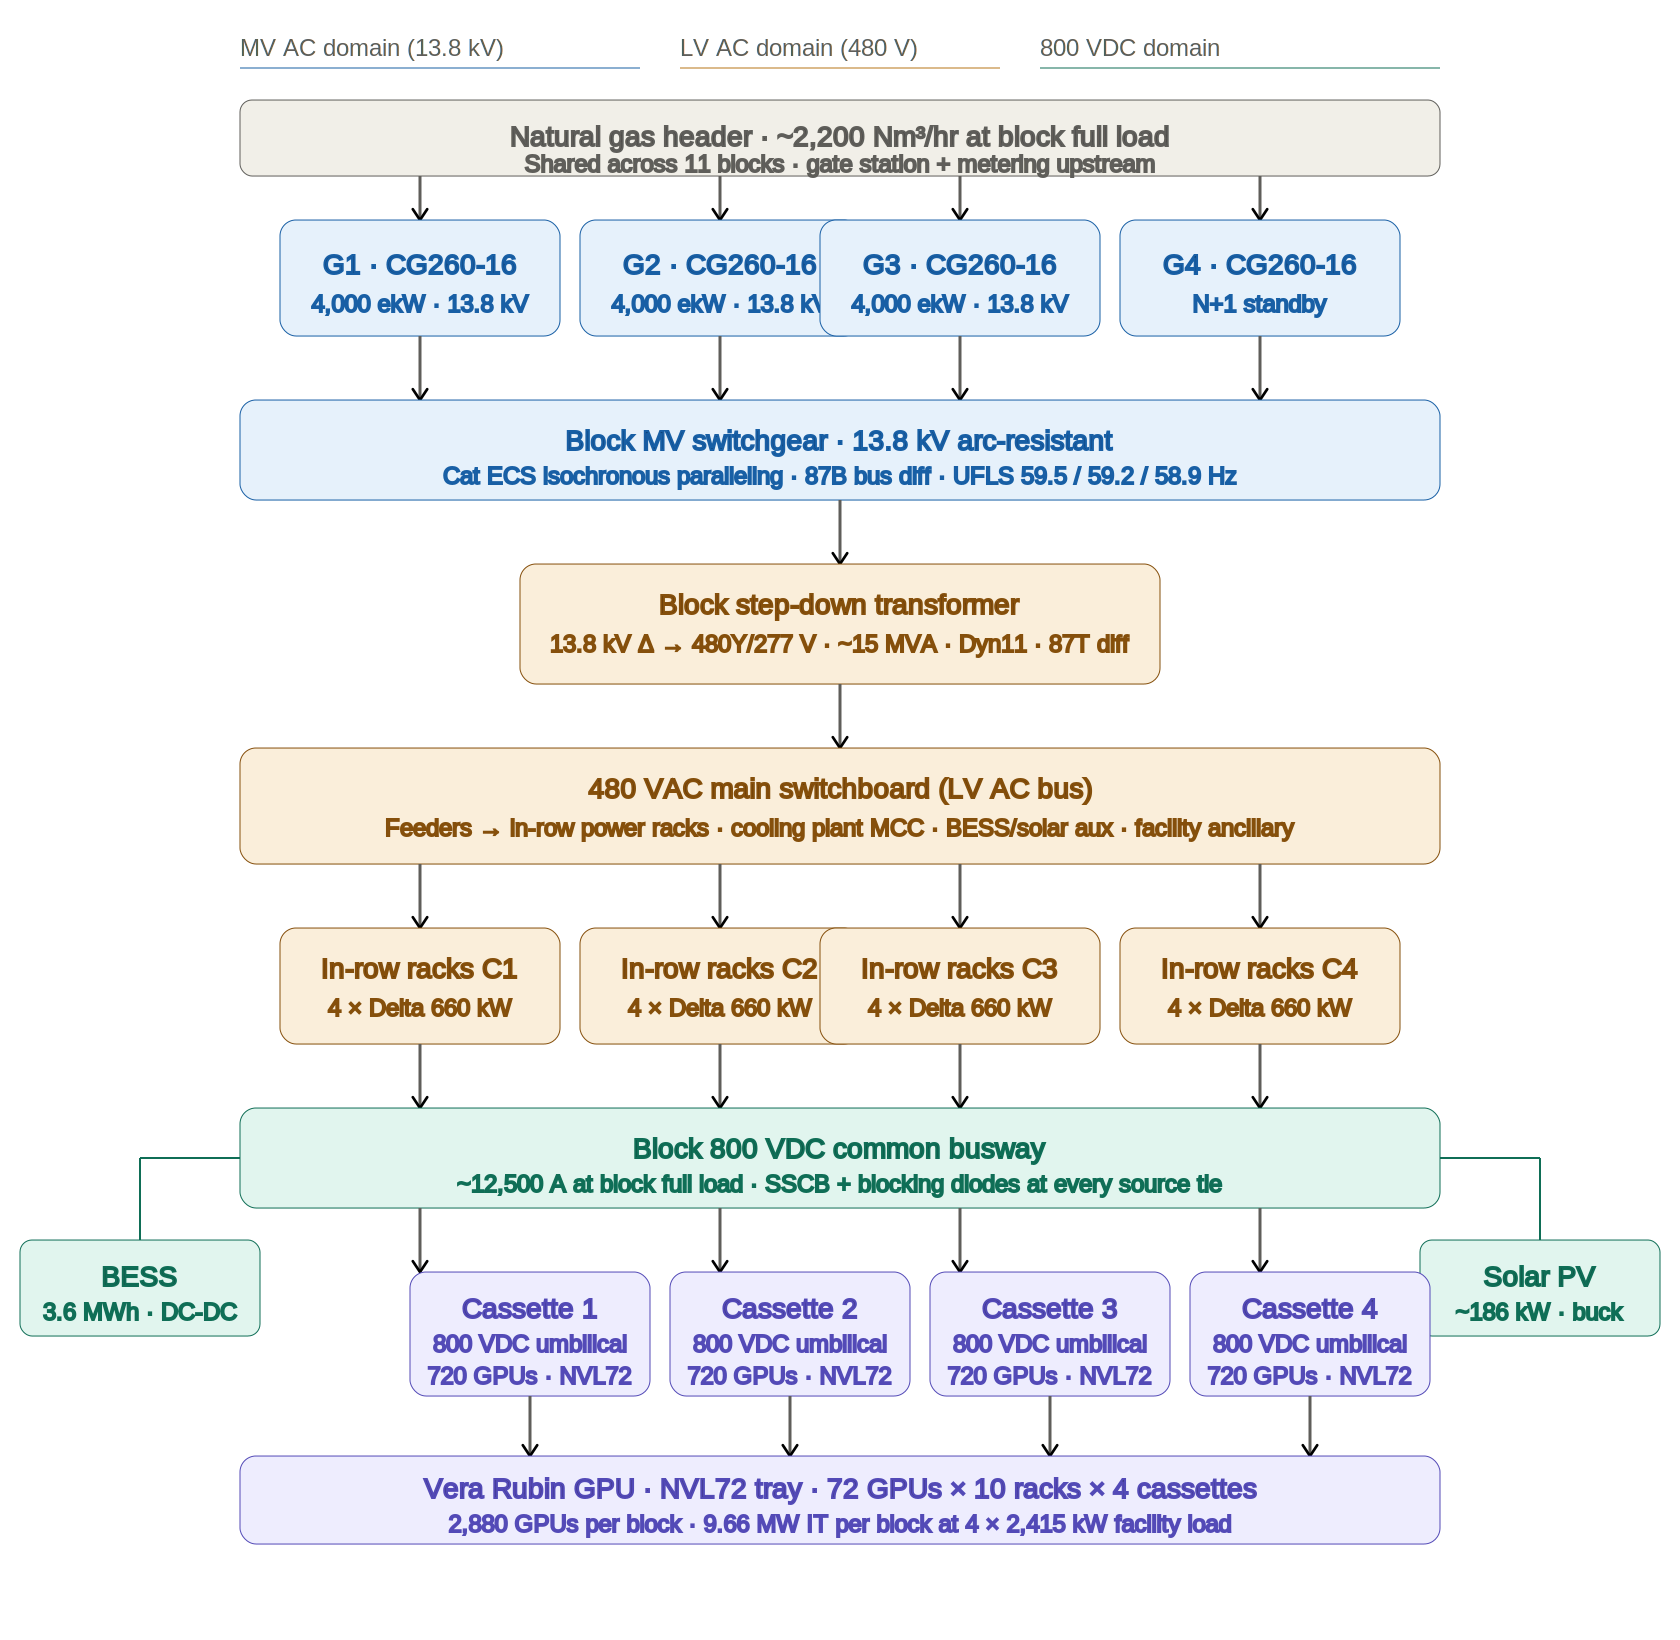 MV AC domain (13.8 kV)
LV AC domain (480 V)
800 VDC domain
Natural gas header · ~2,200 Nm³/hr at block full load
Shared across 11 blocks · gate station + metering upstream
G1 · CG260-16
4,000 ekW · 13.8 kV
G2 · CG260-16
4,000 ekW · 13.8 kV
G3 · CG260-16
4,000 ekW · 13.8 kV
G4 · CG260-16
N+1 standby
Block MV switchgear · 13.8 kV arc-resistant
Cat ECS isochronous paralleling · 87B bus diff · UFLS 59.5 / 59.2 / 58.9 Hz
Block step-down transformer
13.8 kV Δ → 480Y/277 V · ~15 MVA · Dyn11 · 87T diff
480 VAC main switchboard (LV AC bus)
Feeders → in-row power racks · cooling plant MCC · BESS/solar aux · facility ancillary
In-row racks C1
4 × Delta 660 kW
In-row racks C2
4 × Delta 660 kW
In-row racks C3
4 × Delta 660 kW
In-row racks C4
4 × Delta 660 kW
Block 800 VDC common busway
~12,500 A at block full load · SSCB + blocking diodes at every source tie
BESS
3.6 MWh · DC-DC
Solar PV
~186 kW · buck
Cassette 1
800 VDC umbilical
720 GPUs · NVL72
Cassette 2
800 VDC umbilical
720 GPUs · NVL72
Cassette 3
800 VDC umbilical
720 GPUs · NVL72
Cassette 4
800 VDC umbilical
720 GPUs · NVL72
Vera Rubin GPU · NVL72 tray · 72 GPUs × 10 racks × 4 cassettes
2,880 GPUs per block · 9.66 MW IT per block at 4 × 2,415 kW facility load